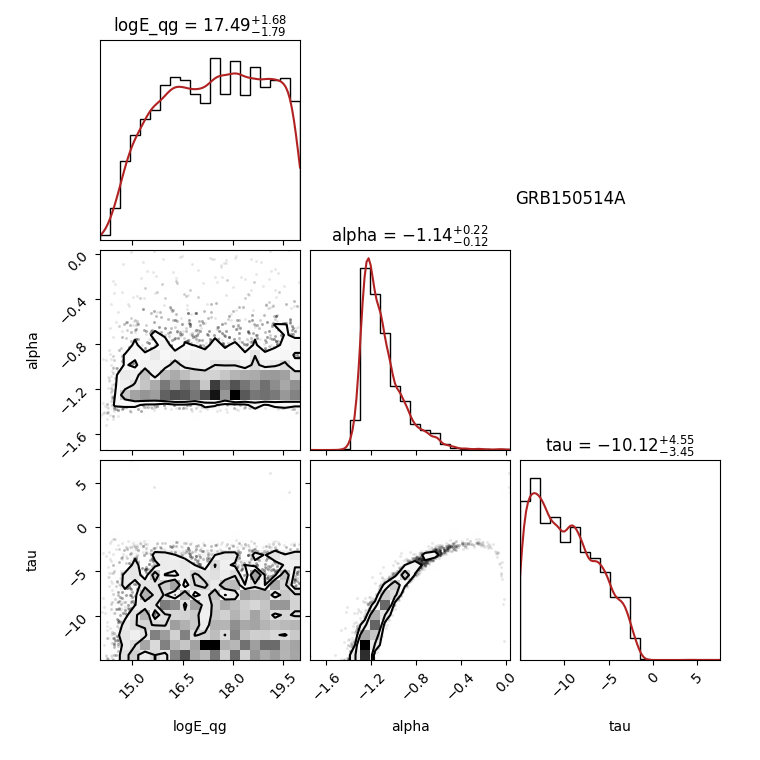 logE_qg = 17.49+1.68−1.79
GRB150514A
alpha = −1.14+0.22−0.12
0.0
−0.4
−0.8
−1.2
−1.6
alpha
tau = −10.12+4.55−3.45
5
0
−5
−10
tau
15.0 16.5 18.0 19.5
−1.6 −1.2 −0.8 −0.4 0.0
−10 −5 0 5
logE_qg alpha tau